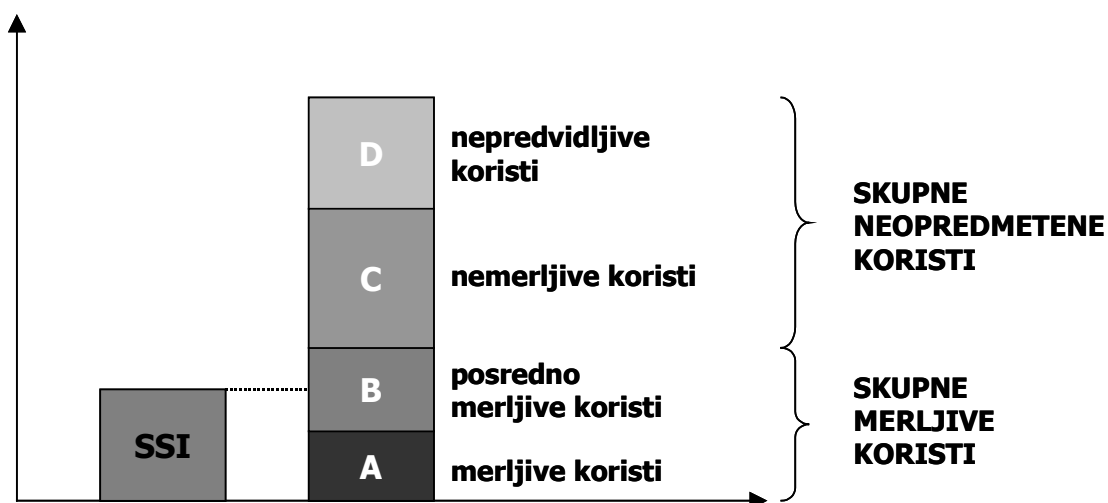 D
nepredvidljive
koristi
SKUPNE
NEOPREDMETENE
KORISTI
C
nemerljive koristi
B
posredno
merljive koristi
SKUPNE
MERLJIVE
KORISTI
SSI
A
merljive koristi